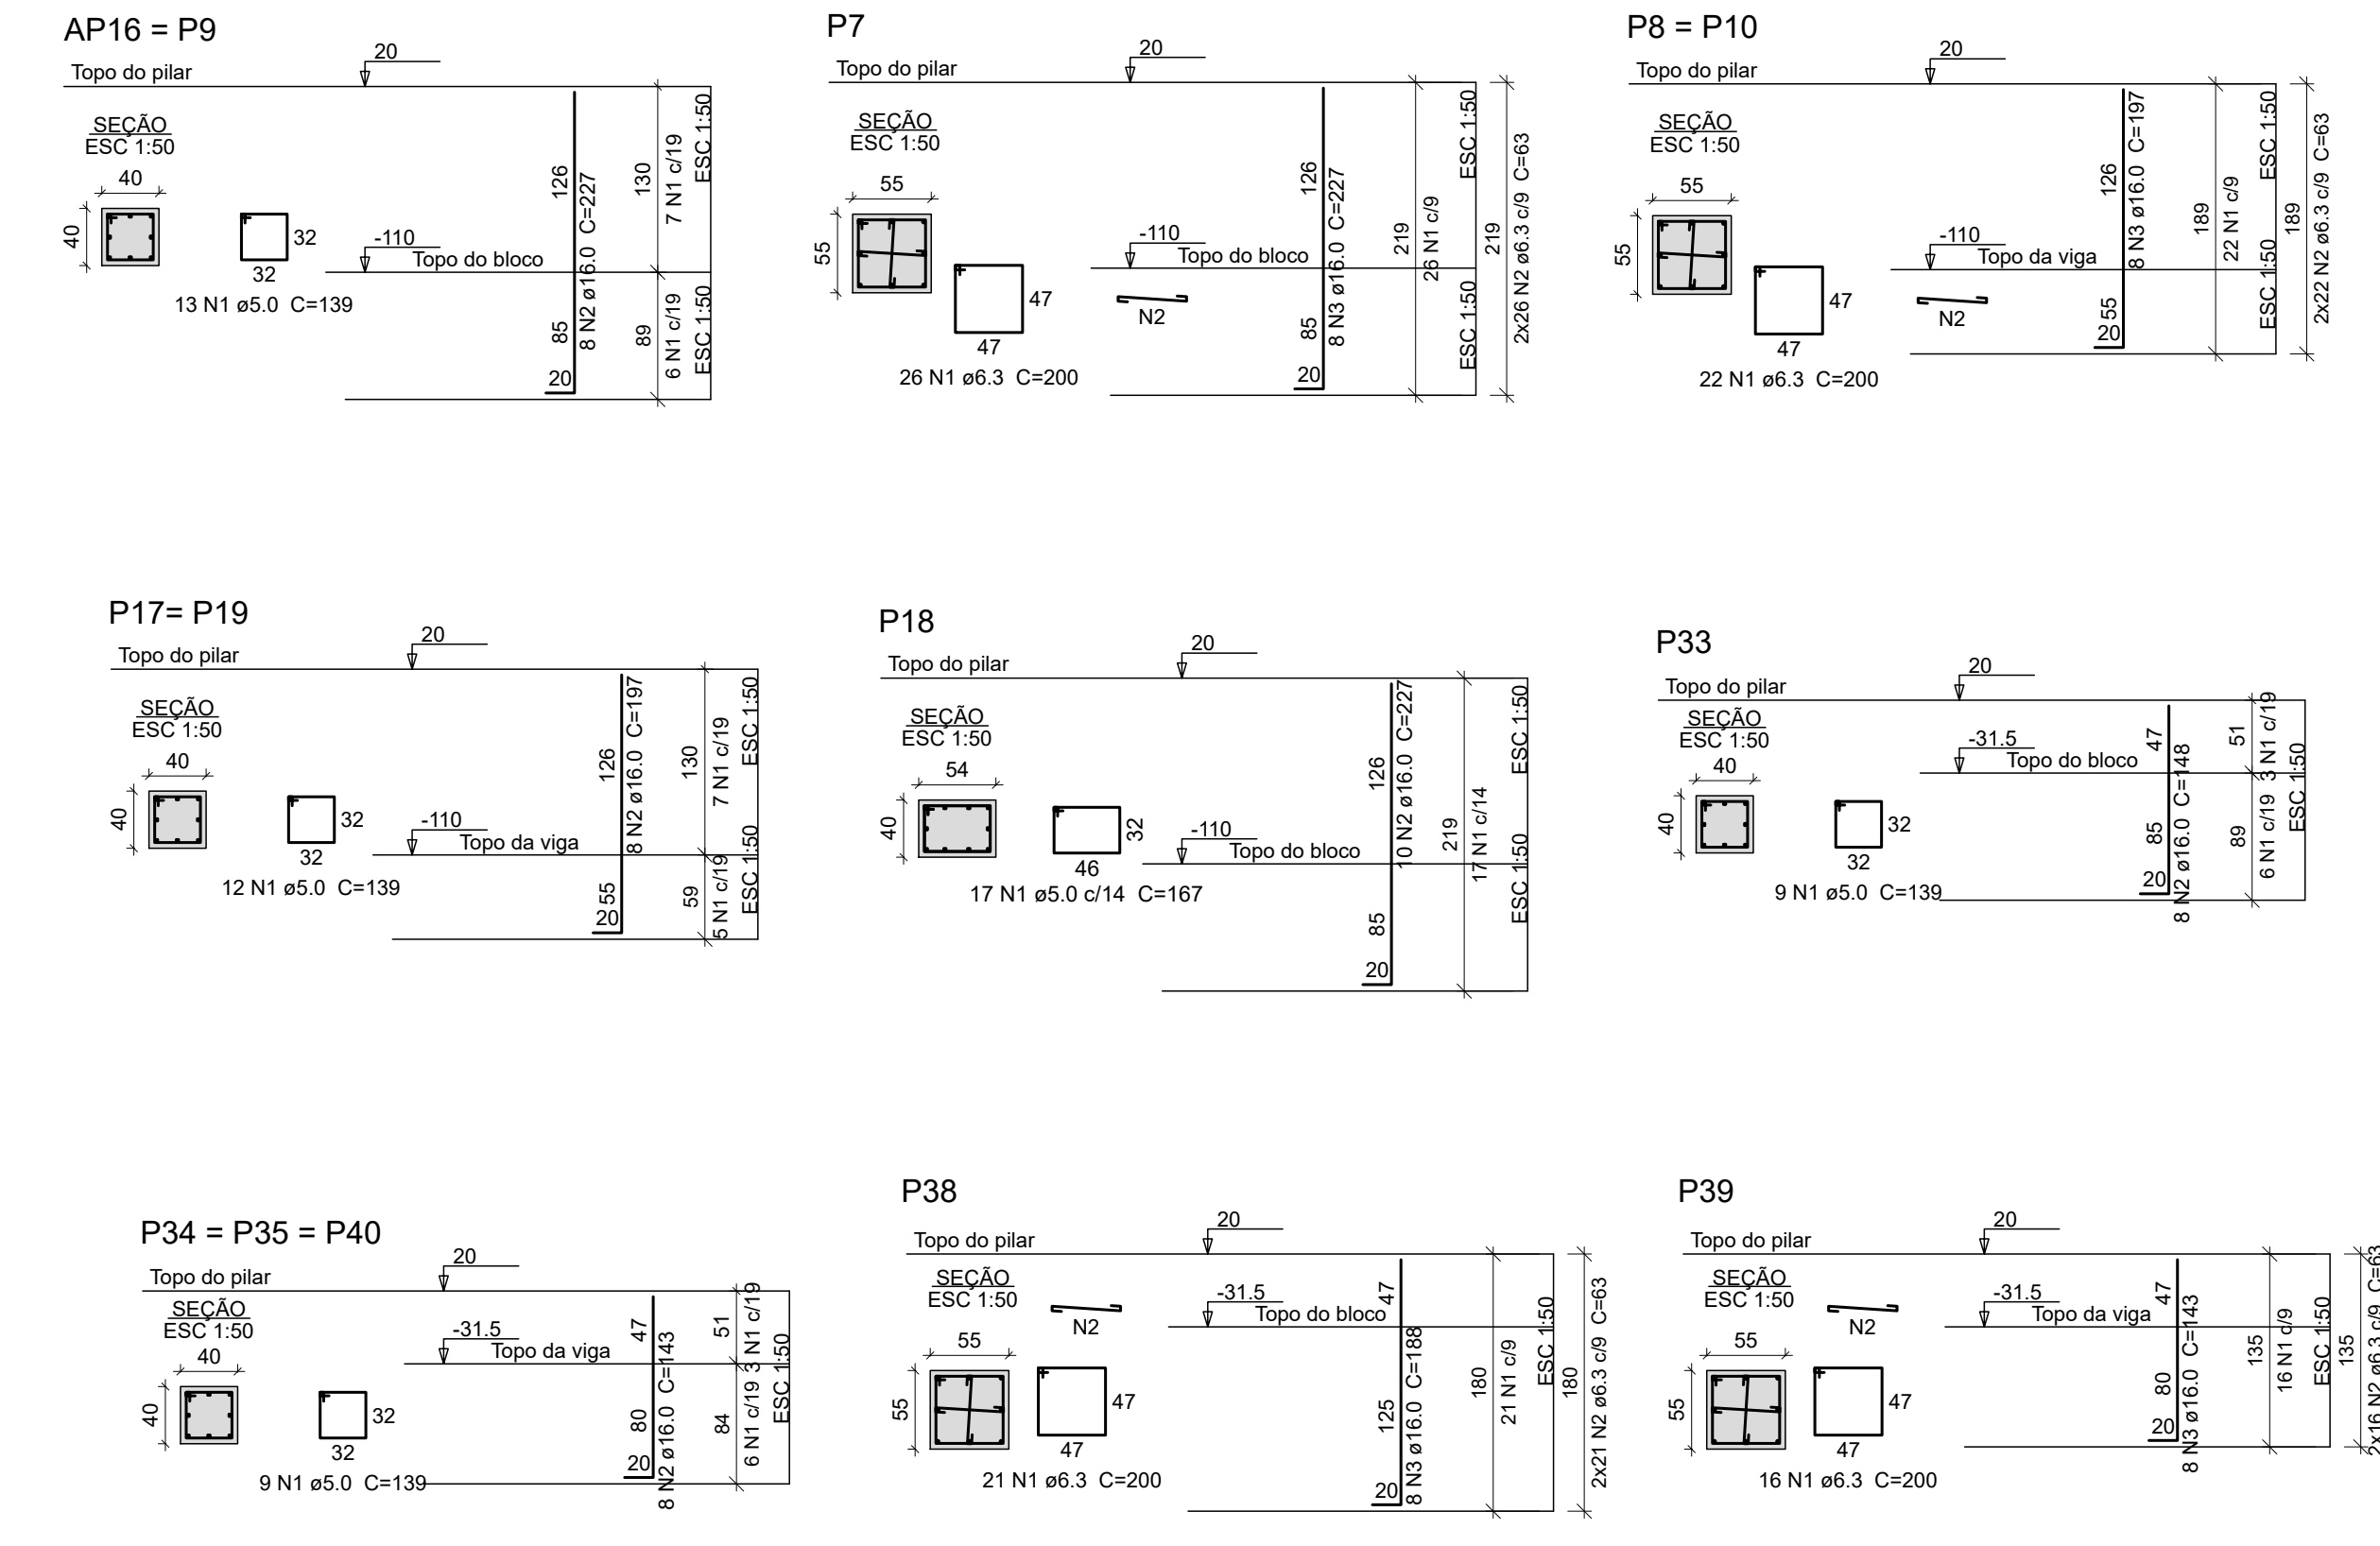 AP16 = P9
20
Topo do pilar
SEÇÃO
ESC 1:50
40
40
32
32
13 N1 ø5.0  C=139
-110
Topo do bloco
126
85
20
8 N2 ø16.0  C=227
130
89
7 N1 c/19
6 N1 c/19
ESC 1:50
ESC 1:50
P7
20
Topo do pilar
SEÇÃO
ESC 1:50
55
55
47
47
26 N1 ø6.3  C=200
-110
Topo do bloco
N2
126
85
20
8 N3 ø16.0  C=227
219
26 N1 c/9
ESC 1:50
ESC 1:50
219
2x26 N2 ø6.3 c/9  C=63
P8 = P10
20
Topo do pilar
SEÇÃO
ESC 1:50
55
55
47
47
22 N1 ø6.3  C=200
-110
Topo da viga
N2
126
55
20
8 N3 ø16.0  C=197
189
22 N1 c/9
ESC 1:50
ESC 1:50
189
2x22 N2 ø6.3 c/9  C=63
P17= P19
20
Topo do pilar
SEÇÃO
ESC 1:50
40
40
32
32
12 N1 ø5.0  C=139
-110
Topo da viga
126
55
20
8 N2 ø16.0  C=197
130
59
7 N1 c/19
5 N1 c/19
ESC 1:50
ESC 1:50
P18
20
Topo do pilar
SEÇÃO
ESC 1:50
54
40
32
46
17 N1 ø5.0 c/14  C=167
-110
Topo do bloco
126
85
20
10 N2 ø16.0  C=227
219
17 N1 c/14
ESC 1:50
ESC 1:50
P33
20
Topo do pilar
SEÇÃO
ESC 1:50
40
40
32
32
9 N1 ø5.0  C=139
-31.5
Topo do bloco
47
85
20
8 N2 ø16.0  C=148
51
89
3 N1 c/19
6 N1 c/19
ESC 1:50
P34 = P35 = P40
20
Topo do pilar
SEÇÃO
ESC 1:50
40
40
32
32
9 N1 ø5.0  C=139
-31.5
Topo da viga
47
80
20
8 N2 ø16.0  C=143
51
84
3 N1 c/19
6 N1 c/19
ESC 1:50
P38
20
Topo do pilar
SEÇÃO
ESC 1:50
N2
55
55
47
47
21 N1 ø6.3  C=200
-31.5
Topo do bloco
47
125
20
8 N3 ø16.0  C=188
180
21 N1 c/9
ESC 1:50
180
2x21 N2 ø6.3 c/9  C=63
P39
20
Topo do pilar
SEÇÃO
ESC 1:50
N2
55
55
47
47
16 N1 ø6.3  C=200
-31.5
Topo da viga
47
80
20
8 N3 ø16.0  C=143
135
16 N1 c/9
ESC 1:50
135
2x16 N2 ø6.3 c/9  C=63